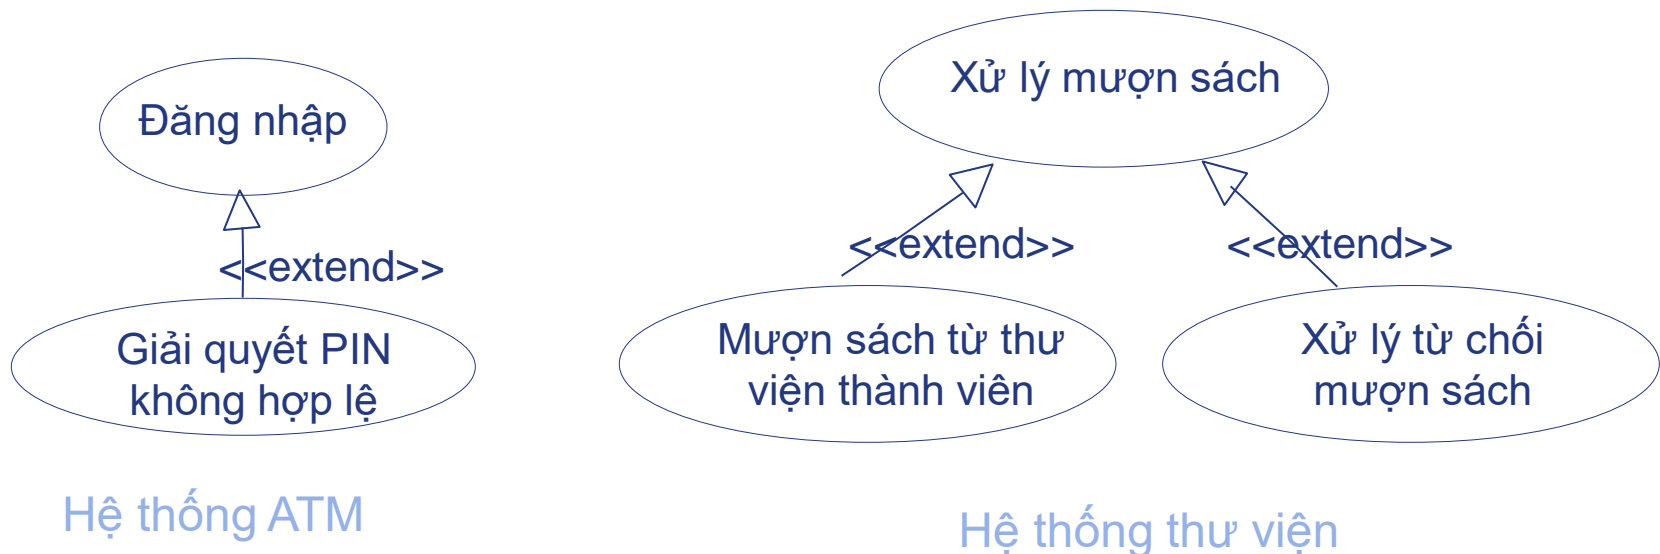 Đăng nhập
<<extend>>
Giải quyết PIN
không hợp lệ
Hệ thống ATM
Xử lý mượn sách
<<extend>>
<<extend>>
Mượn sách từ thư
viện thành viên
Xử lý từ chối
mượn sách
Hệ thống thư viện